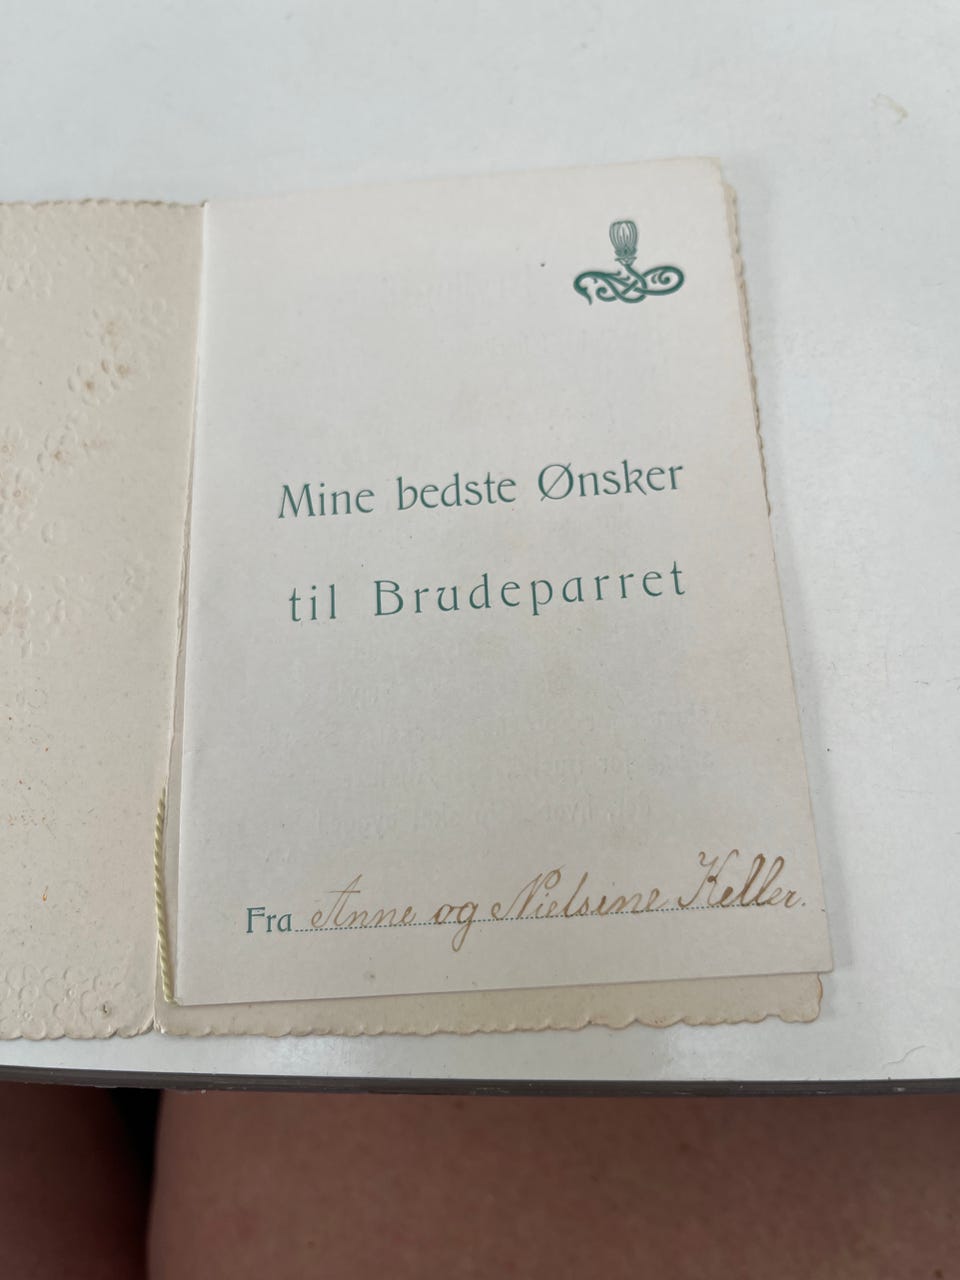 Mine bedste Ønsker
til Brudeparret
Fra Anne og Nielsine Keller.